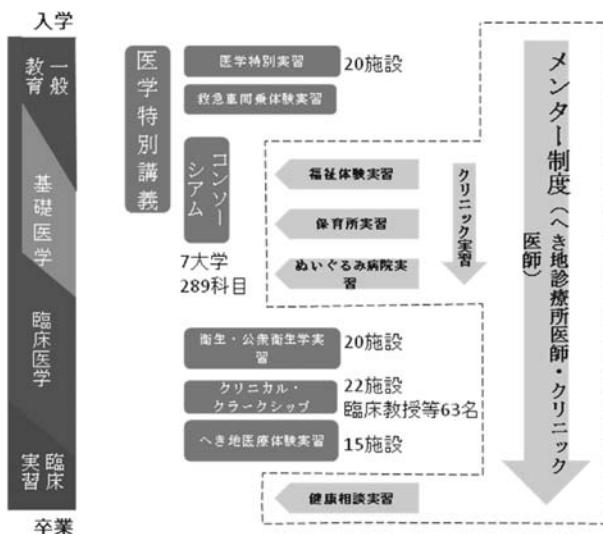 入学
一般
教育
基礎医学
臨床医学
臨床
実習
卒業
医学特別講義
医学特別実習
20施設
救急車同乗体験実習
コンソー
シアム
7大学
289科目
福祉体験実習
保育所実習
ぬいぐるみ病院実
習
クリニック実習
衛生・公衆衛生学実
習
20施設
クリニカル・
クラークシップ
22施設
臨床教授等63名
へき地医療体験実習
15施設
健康相談実習
メンター制度(へき地診療所医師・クリニック
医師)